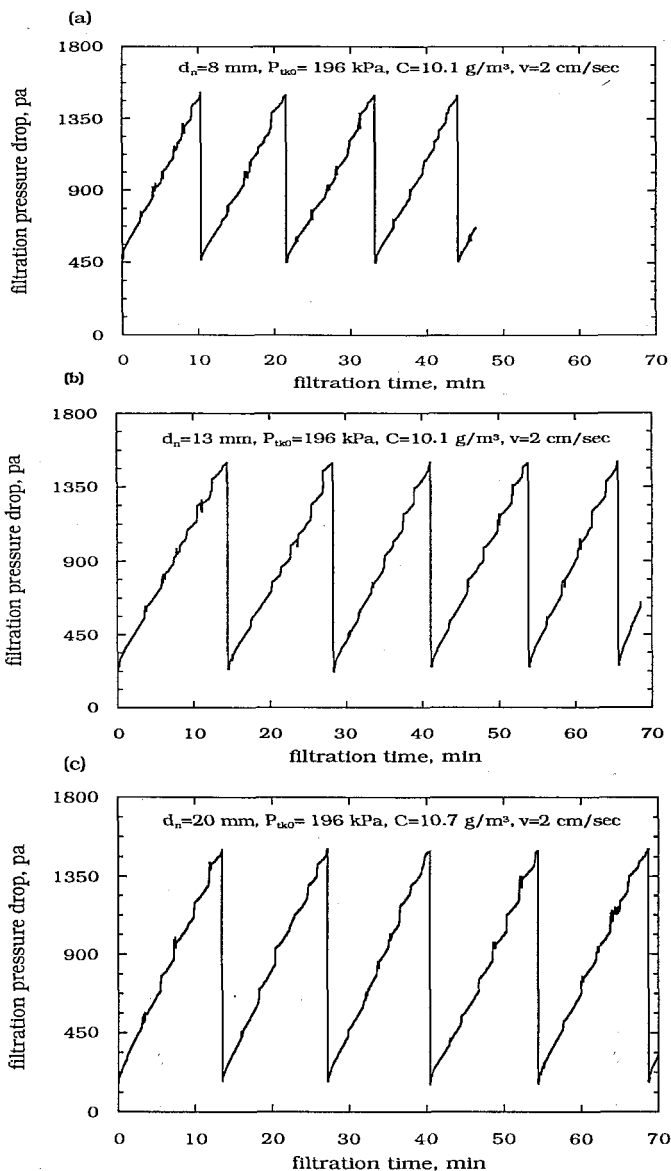 (a)
1800
dn=8 mm, Ptk0= 196 kPa, C=10.1 g/m³, v=2 cm/sec
1350
900
450
0
filtration pressure drop, pa
0 10 20 30 40 50 60 70
filtration time, min
(b)
1800
dn=13 mm, Ptk0=196 kPa, C=10.1 g/m³, v=2 cm/sec
1350
900
450
0
filtration pressure drop, pa
0 10 20 30 40 50 60 70
filtration time, min
(c)
1800
dn=20 mm, Ptk0= 196 kPa, C=10.7 g/m³, v=2 cm/sec
1350
900
450
0
filtration pressure drop, pa
0 10 20 30 40 50 60 70
filtration time, min